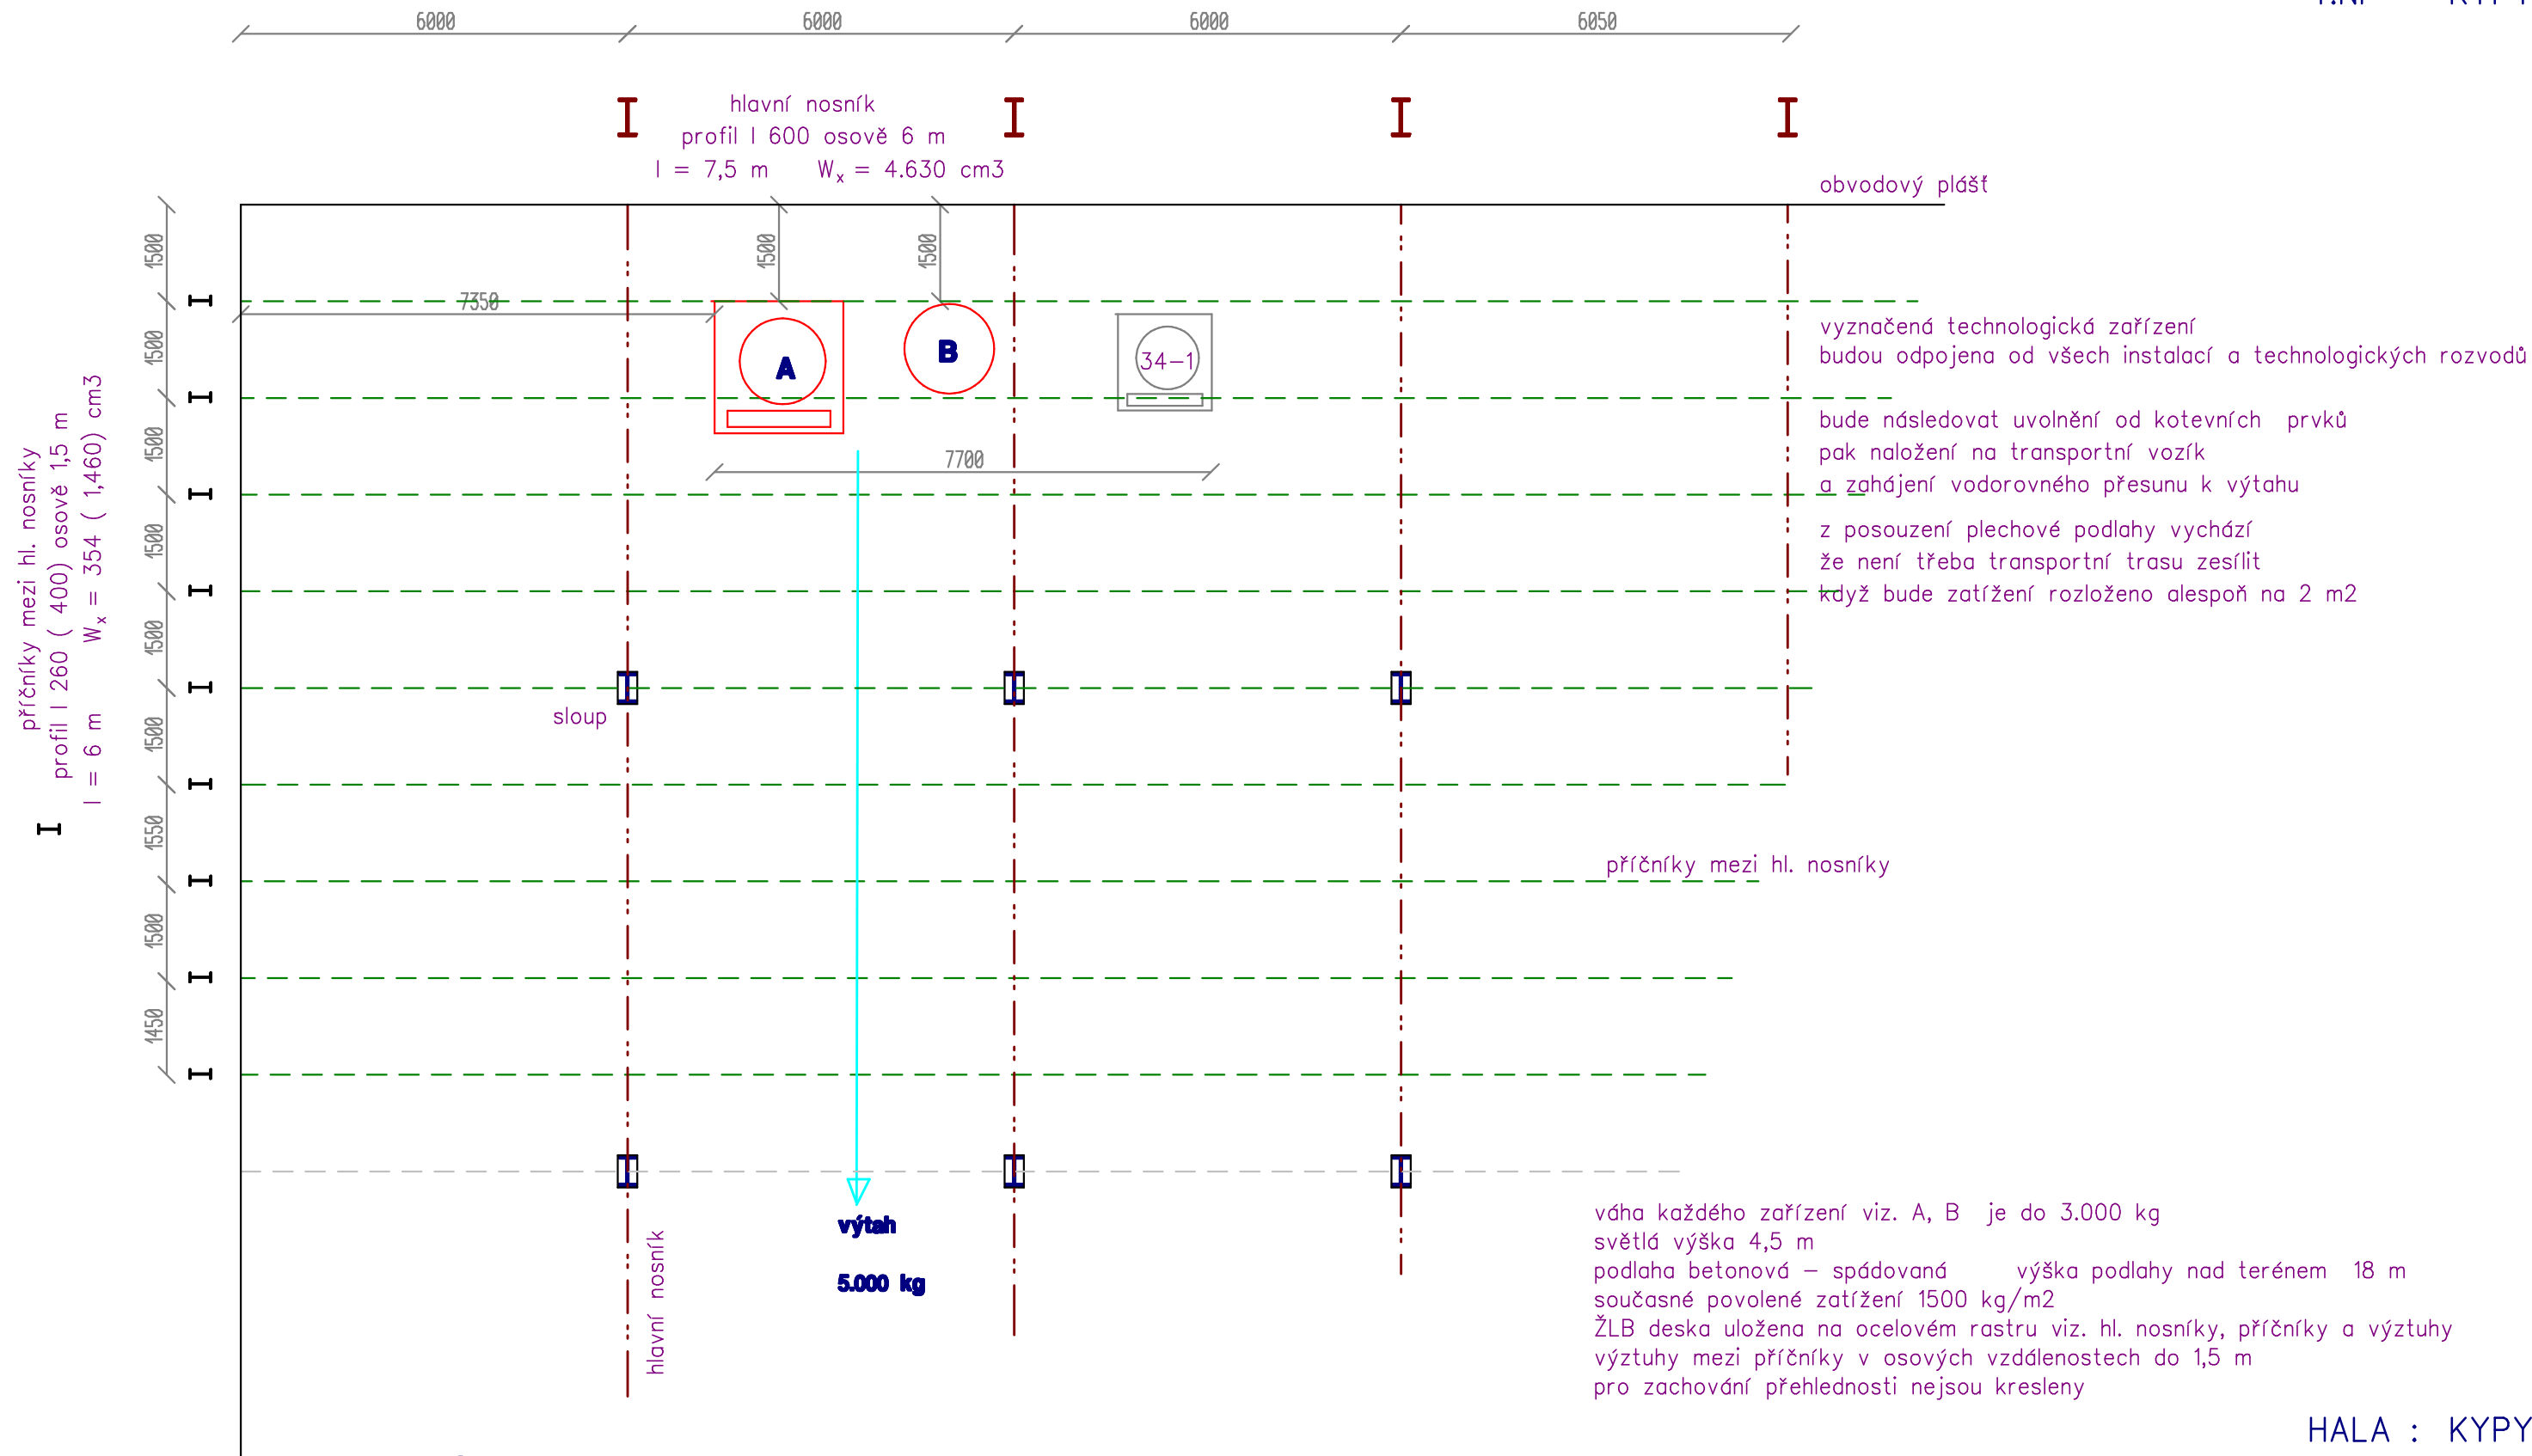 6000 6000 6000 6050
hlavní nosník
profil I 600 osově 6 m
l = 7,5 m Wx = 4.630 cm3
obvodový plášť
1500
1500
1500
1500
1500
1500
1550
1500
1450
příčníky mezi hl. nosníky
profil I 260 ( 400) osově 1,5 m
l = 6 m Wx = 354 ( 1,460) cm3
1500 1500
7350
A B 34-1
7700
vyznačená technologická zařízení
budou odpojena od všech instalací a technologických rozvodů
bude následovat uvolnění od kotevních prvků
pak naložení na transportní vozík
a zahájení vodorovného přesunu k výtahu
z posouzení plechové podlahy vychází
že není třeba transportní trasu zesílit
když bude zatížení rozloženo alespoň na 2 m2
sloup
příčníky mezi hl. nosníky
výtah
5.000 kg
hlavní nosník
váha každého zařízení viz. A, B je do 3.000 kg
světlá výška 4,5 m
podlaha betonová – spádovaná výška podlahy nad terénem 18 m
současné povolené zatížení 1500 kg/m2
ŽLB deska uložena na ocelovém rastru viz. hl. nosníky, příčníky a výztuhy
výztuhy mezi příčníky v osových vzdálenostech do 1,5 m
pro zachování přehlednosti nejsou kresleny
HALA : KYPY